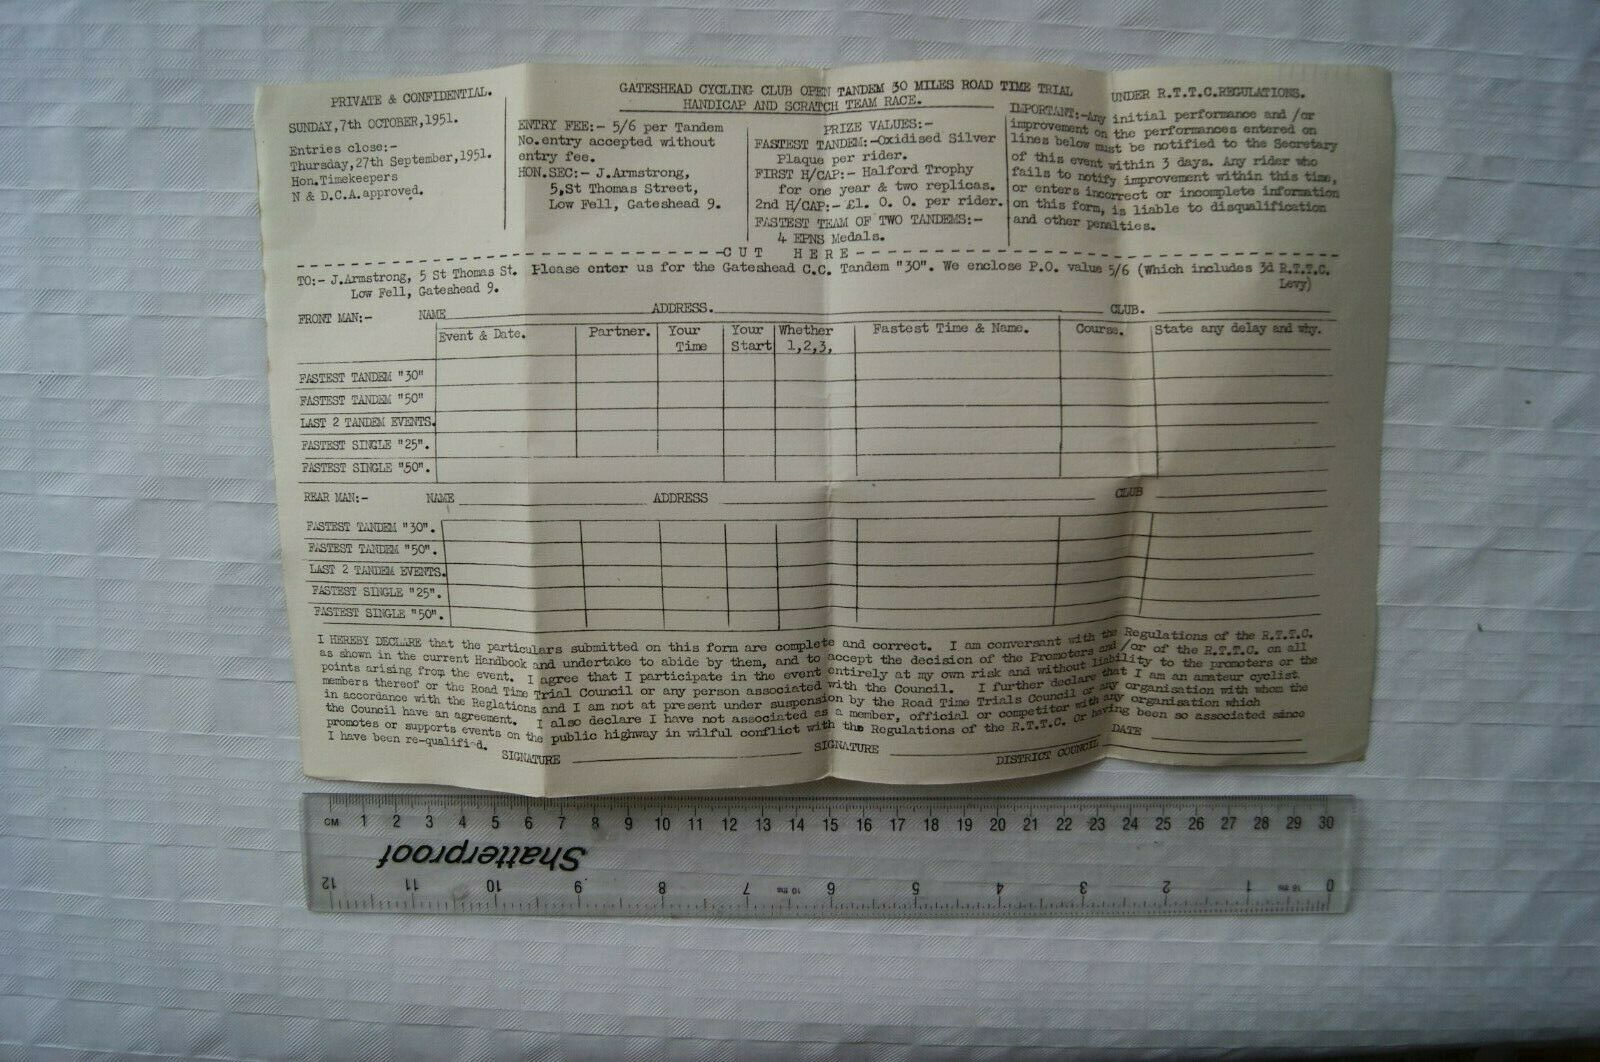 PRIVATE & CONFIDENTIAL.
GATESHEAD CYCLING CLUB OPEN TANDEM 30 MILES ROAD TIME TRIAL UNDER R.T.T.C.REGULATIONS.
HANDICAP AND SCRATCH TEAM RACE.
SUNDAY,7th OCTOBER,1951.
Entries close:-
Thursday,27th September,1951.
Hon.Timekeepers
N & D.C.A.approved.
ENTRY FEE:- 5/6 per Tandem
No.entry accepted without
entry fee.
HON.SEC:- J.Armstrong,
5,St Thomas Street,
Low Fell, Gateshead 9.
PRIZE VALUES:-
FASTEST TANDEM:-Oxidised Silver
Plaque per rider.
FIRST H/CAP:- Halford Trophy
for one year & two replicas.
2nd H/CAP:- £1. 0. 0. per rider.
FASTEST TEAM OF TWO TANDEMS:-
4 EPNS Medals.
IMPORTANT:-Any initial performance and /or
improvement on the performances entered on
lines below must be notified to the Secretary
of this event within 3 days. Any rider who
fails to notify improvement within this time,
or enters incorrect or incomplete information
on this form, is liable to disqualification
and other penalties.
CUT HERE
TO:- J.Armstrong, 5 St Thomas St. Please enter us for the Gateshead C.C. Tandem "30". We enclose P.O. value 5/6 (Which includes 3d R.T.T.C.
Low Fell, Gateshead 9. Levy)
FRONT MAN:- NAME ADDRESS. CLUB.
Event & Date. Partner. Your Time Your Start Whether 1,2,3, Fastest Time & Name. Course. State any delay and why.
FASTEST TANDEM "30"
FASTEST TANDEM "50"
LAST 2 TANDEM EVENTS.
FASTEST SINGLE "25".
FASTEST SINGLE "50".
REAR MAN:- NAME ADDRESS CLUB
FASTEST TANDEM "30".
FASTEST TANDEM "50".
LAST 2 TANDEM EVENTS.
FASTEST SINGLE "25".
FASTEST SINGLE "50".
I HEREBY DECLARE that the particulars submitted on this form are complete and correct. I am conversant with the Regulations of the R.T.T.C.
as shown in the current Handbook and undertake to abide by them, and to accept the decision of the Promoters and /or of the R.T.T.C. on all
points arising from the event. I agree that I participate in the event entirely at my own risk and without liability to the promoters or the
members thereof or the Road Time Trial Council or any person associated with the Council. I further declare that I am an amateur cyclist
in accordance with the Reglations and I am not at present under suspension by the Road Time Trials Council or any organisation with whom the
the Council have an agreement. I also declare I have not associated as a member, official or competitor with any organisation which
promotes or supports events on the public highway in wilful conflict with the Regulations of the R.T.T.C. Or having been so associated since
I have been re-qualified.
SIGNATURE SIGNATURE DISTRICT COUNCIL DATE
CM 1 2 3 4 5 6 7 8 9 10 11 12 13 14 15 16 17 18 19 20 21 22 23 24 25 26 27 28 29 30
Shatterproof
12 11 10 9 8 7 10 ths 6 5 4 3 2 1 16 ths 0